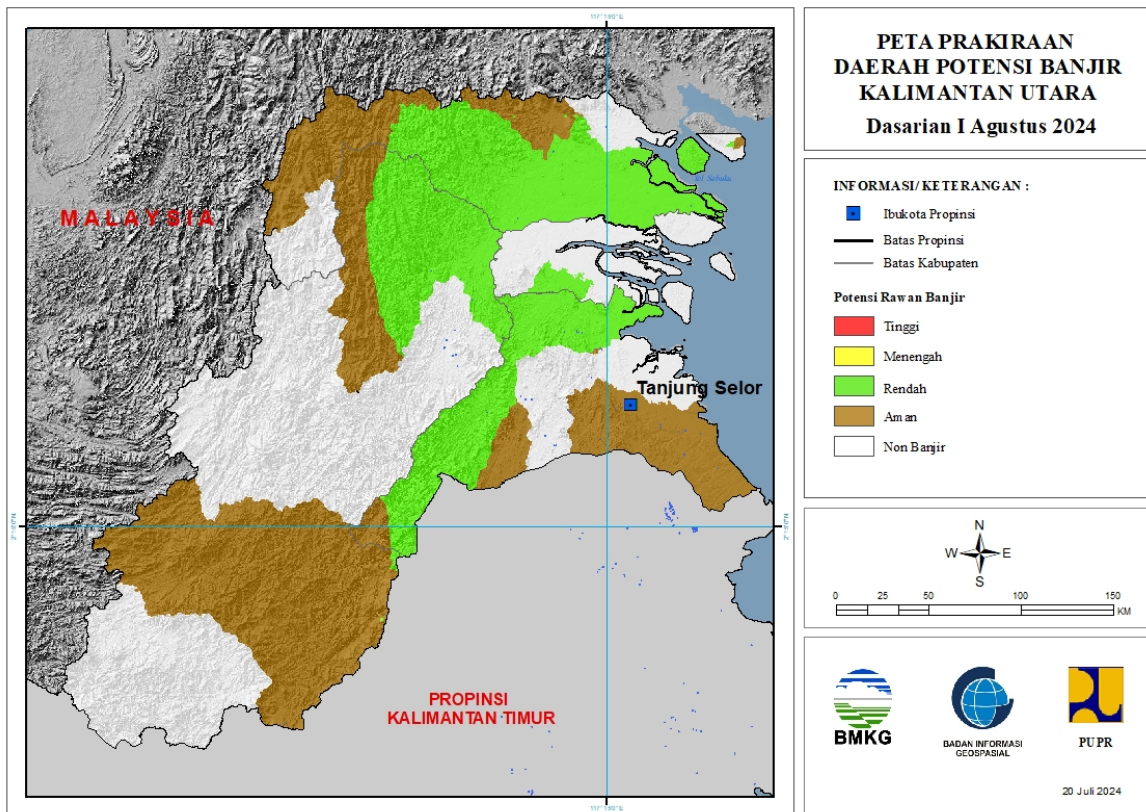 PETA PRAKIRAAN
DAERAH POTENSI BANJIR
KALIMANTAN UTARA
Dasarian I Agustus 2024
INFORMASI/ KETERANGAN :
Ibukota Propinsi
Batas Propinsi
Batas Kabupaten
Potensi Rawan Banjir
Tinggi
Menengah
Rendah
Aman
Non Banjir
N
W E
S
0 25 50 100 150
KM
BMKG
BADAN INFORMASI
GEOSPASIAL
PUPR
20 Juli 2024
MALAYSIA
Tanjung Selor
PROPINSI
KALIMANTAN TIMUR